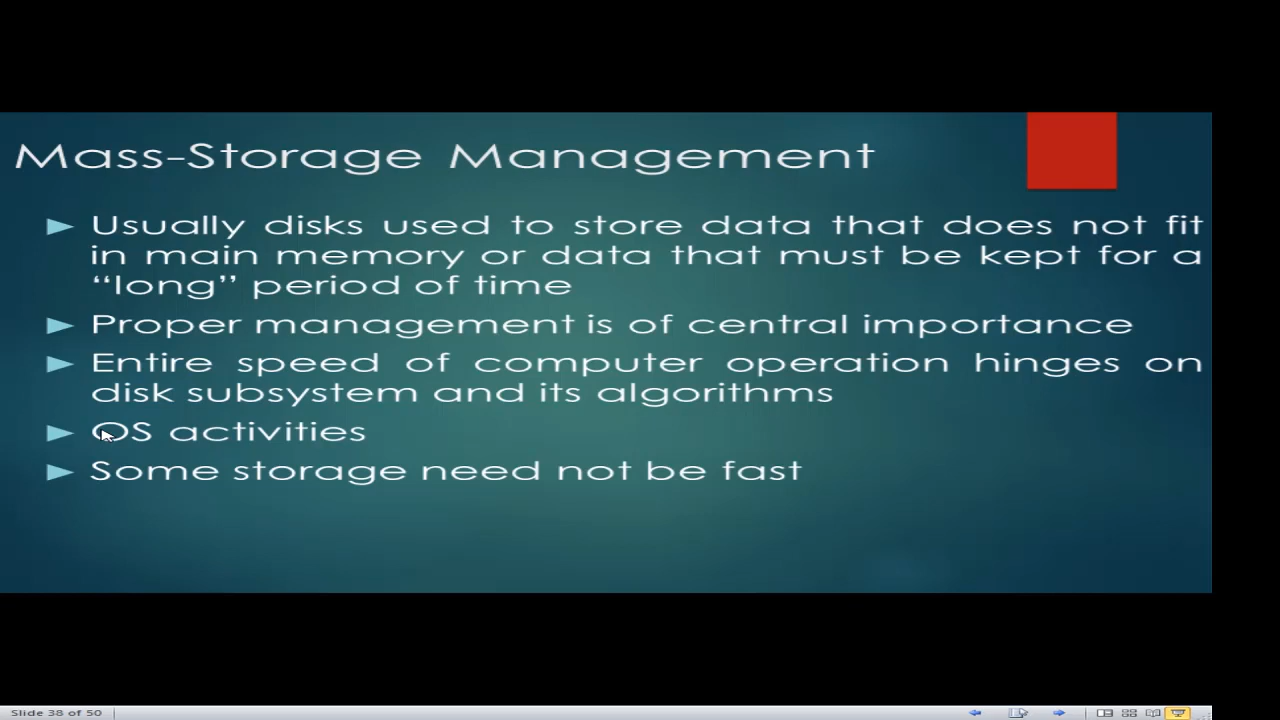 Mass-Storage Management
Usually disks used to store data that does not fit
in main memory or data that must be kept for a
“long” period of time
Proper management is of central importance
Entire speed of computer operation hinges on
disk subsystem and its algorithms
OS activities
Some storage need not be fast
Slide 38 of 50